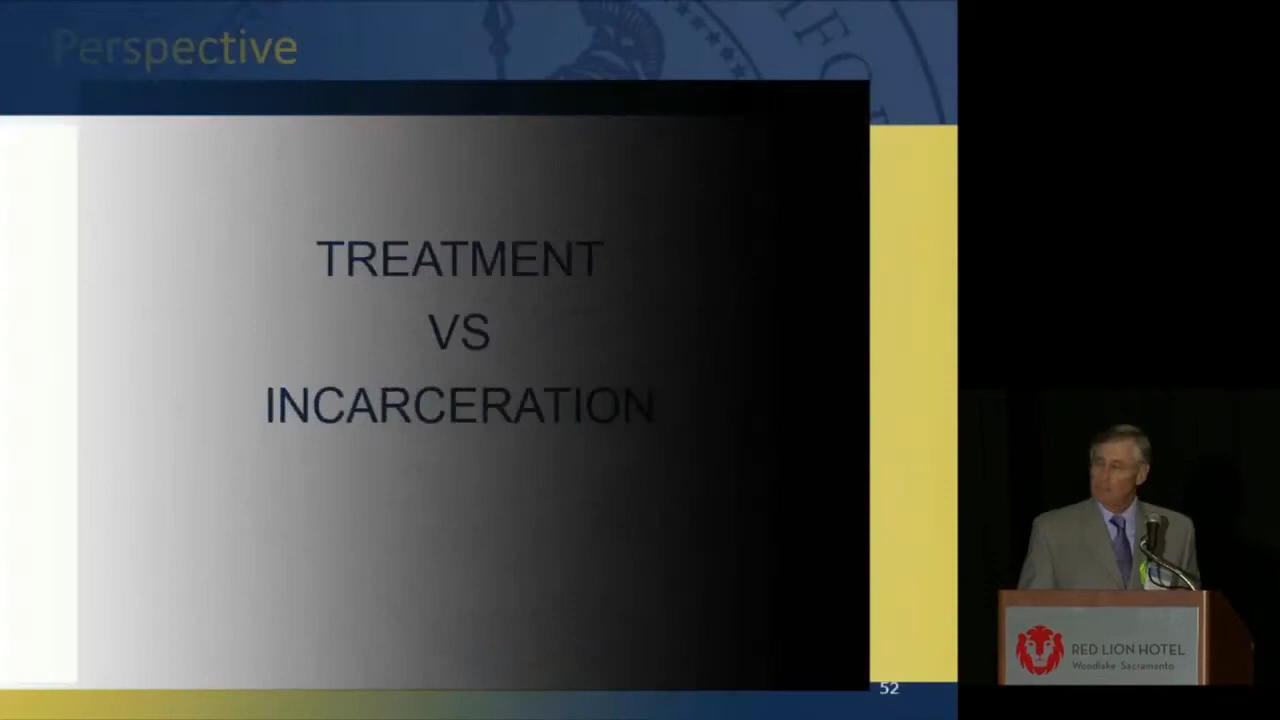 Perspective
TREATMENT
VS
INCARCERATION
52
RED LION HOTEL
Woodlake Sacramento